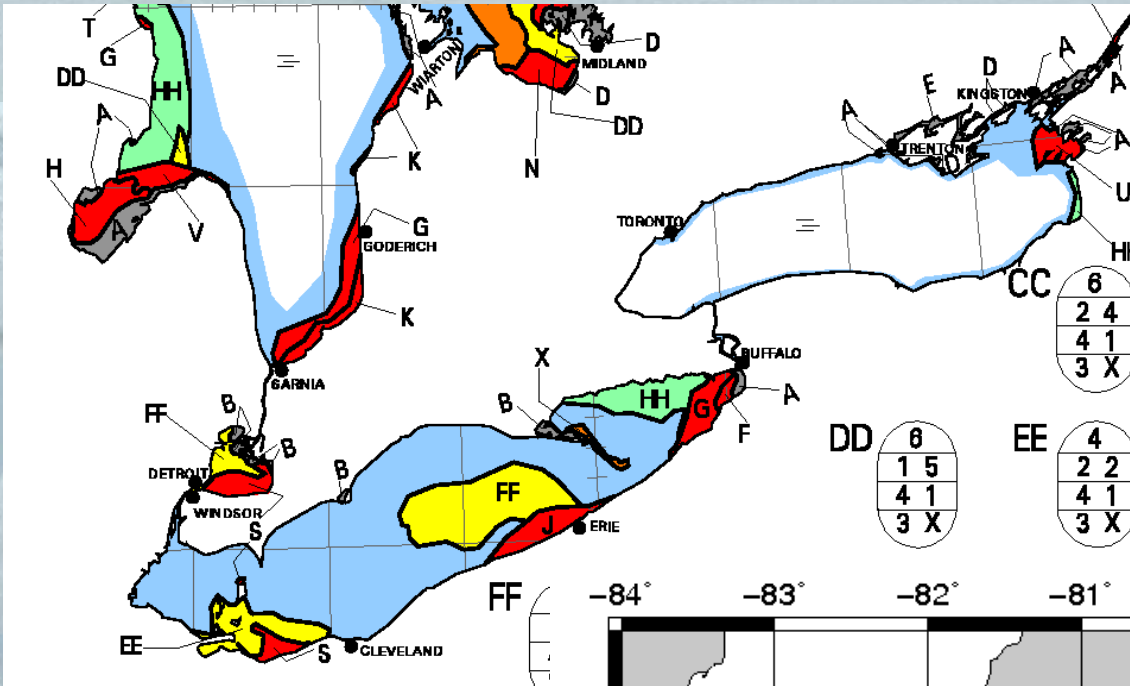 T
G
DD
HH
A
H
A
V
WIARTON
A
MIDLAND
D
D
DD
N
K
G
GODERICH
K
SARNIA
A
KINGSTON
D
E
A
A
TRENTON
D
A
U
TORONTO
HH
BUFFALO
X
B
HH
G
F
A
FF
B
B
B
DETROIT
WINDSOR
S
FF
J
ERIE
EE
S
CLEVELAND
CC
6
2 4
4 1
3 X
DD
6
1 5
4 1
3 X
EE
4
2 2
4 1
3 X
FF
-84°
-83°
-82°
-81°